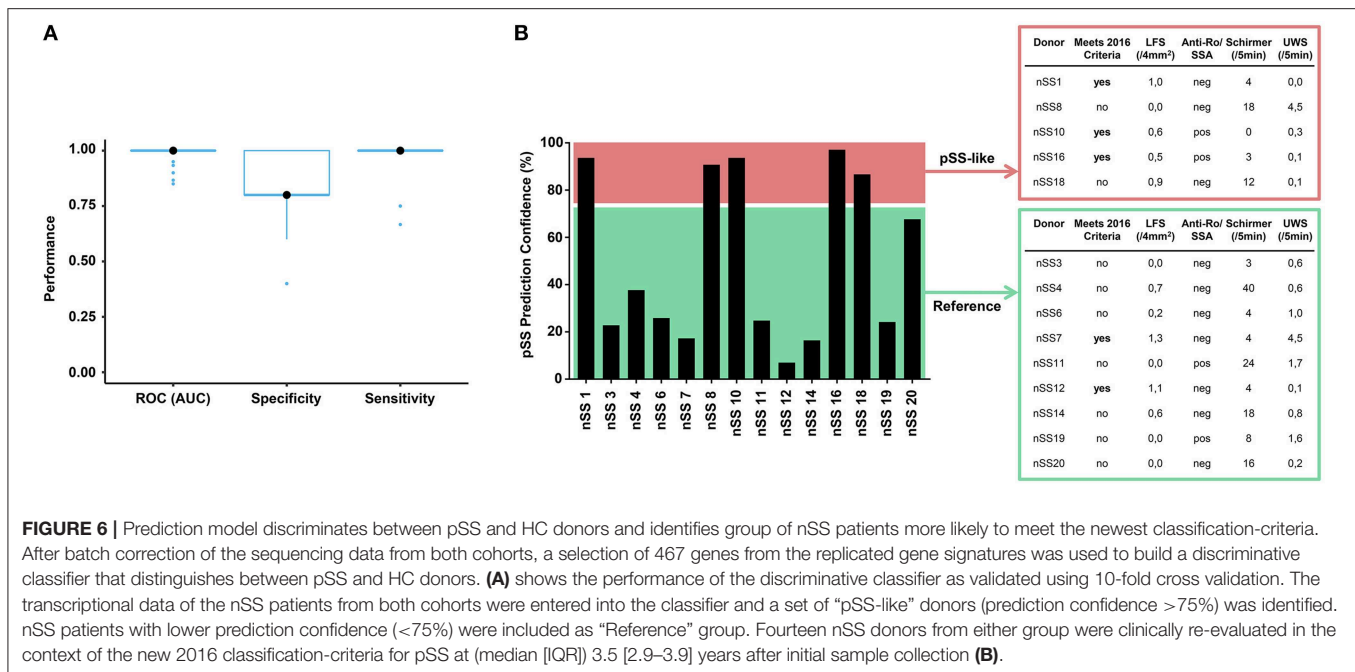 A
Performance
1.00
0.75
0.50
0.25
0.00
ROC (AUC) Specificity Sensitivity
B
pSS Prediction Confidence (%)
100
80
60
40
20
0
nSS 1
nSS 3
nSS 4
nSS 6
nSS 7
nSS 8
nSS 10
nSS 11
nSS 12
nSS 14
nSS 16
nSS 18
nSS 19
nSS 20
pSS-like
Reference
Donor Meets 2016 LFS Anti-Ro/ Schirmer UWS
Criteria (/4mm²) SSA (/5min) (/5min)
nSS1 yes 1,0 neg 4 0,0
nSS8 no 0,0 neg 18 4,5
nSS10 yes 0,6 pos 0 0,3
nSS16 yes 0,5 pos 3 0,1
nSS18 no 0,9 neg 12 0,1
Donor Meets 2016 LFS Anti-Ro/ Schirmer UWS
Criteria (/4mm²) SSA (/5min) (/5min)
nSS3 no 0,0 neg 3 0,6
nSS4 no 0,7 neg 40 0,6
nSS6 no 0,2 neg 4 1,0
nSS7 yes 1,3 neg 4 4,5
nSS11 no 0,0 pos 24 1,7
nSS12 yes 1,1 neg 4 0,1
nSS14 no 0,6 neg 18 0,8
nSS19 no 0,0 pos 8 1,6
nSS20 no 0,0 neg 16 0,2
FIGURE 6 | Prediction model discriminates between pSS and HC donors and identifies group of nSS patients more likely to meet the newest classification-criteria.
After batch correction of the sequencing data from both cohorts, a selection of 467 genes from the replicated gene signatures was used to build a discriminative
classifier that distinguishes between pSS and HC donors. (A) shows the performance of the discriminative classifier as validated using 10-fold cross validation. The
transcriptional data of the nSS patients from both cohorts were entered into the classifier and a set of “pSS-like” donors (prediction confidence >75%) was identified.
nSS patients with lower prediction confidence (<75%) were included as “Reference” group. Fourteen nSS donors from either group were clinically re-evaluated in the
context of the new 2016 classification-criteria for pSS at (median [IQR]) 3.5 [2.9–3.9] years after initial sample collection (B).